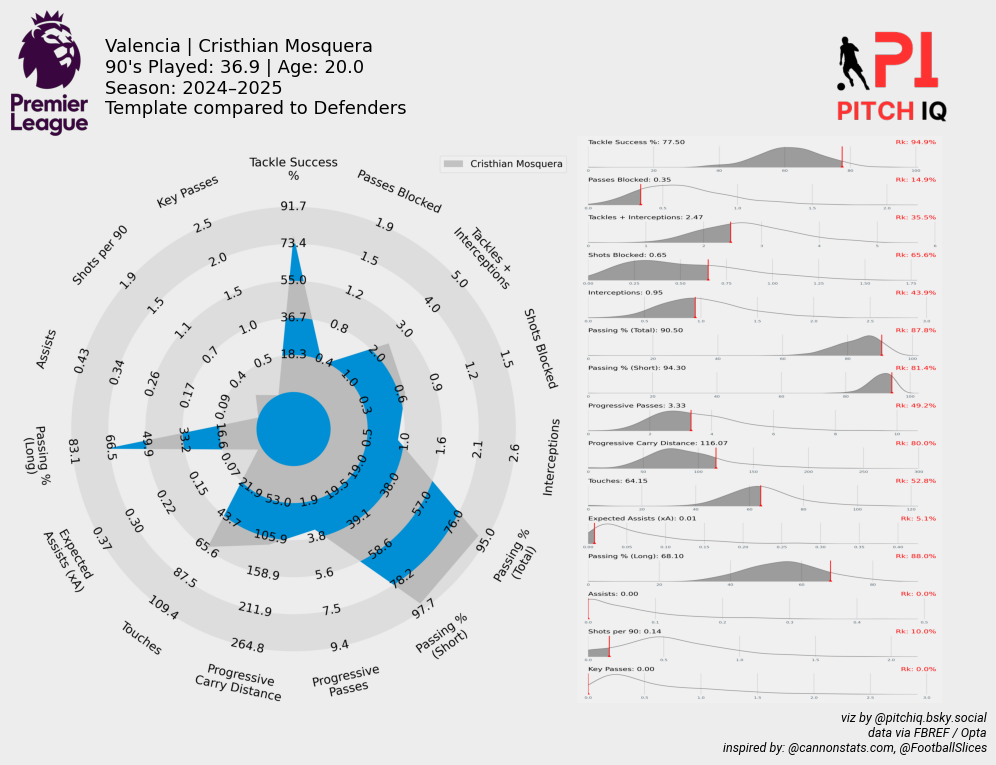 Premier
League
Valencia | Cristhian Mosquera
90's Played: 36.9 | Age: 20.0
Season: 2024–2025
Template compared to Defenders
PI
PITCH IQ
Cristhian Mosquera
Tackle Success
%
18.3
36.7
55.0
73.4
91.7
Passes Blocked
0.4
0.8
1.2
1.5
1.9
Tackles +
Interceptions
1.0
2.0
3.0
4.0
5.0
Shots Blocked
0.3
0.6
0.9
1.2
1.5
Interceptions
0.5
1.0
1.6
2.1
2.6
Passing %
(Total)
19.0
38.0
57.0
76.0
95.0
Passing %
(Short)
19.5
39.1
58.6
78.2
97.7
Progressive
Passes
1.9
3.8
5.6
7.5
9.4
Progressive
Carry Distance
53.0
105.9
158.9
211.9
264.8
Touches
21.9
43.7
65.6
87.5
109.4
Expected
Assists (xA)
0.07
0.15
0.22
0.30
0.37
Passing %
(Long)
16.6
33.2
49.9
66.5
83.1
Assists
0.09
0.17
0.26
0.34
0.43
Shots per 90
0.4
0.7
1.1
1.5
1.9
Key Passes
0.5
1.0
1.5
2.0
2.5
Tackle Success %: 77.50 Rk: 94.9%
Passes Blocked: 0.35 Rk: 14.9%
Tackles + Interceptions: 2.47 Rk: 35.5%
Shots Blocked: 0.65 Rk: 65.6%
Interceptions: 0.95 Rk: 43.9%
Passing % (Total): 90.50 Rk: 87.8%
Passing % (Short): 94.30 Rk: 81.4%
Progressive Passes: 3.33 Rk: 49.2%
Progressive Carry Distance: 116.07 Rk: 80.0%
Touches: 64.15 Rk: 52.8%
Expected Assists (xA): 0.01 Rk: 5.1%
Passing % (Long): 68.10 Rk: 88.0%
Assists: 0.00 Rk: 0.0%
Shots per 90: 0.14 Rk: 10.0%
Key Passes: 0.00 Rk: 0.0%
viz by @pitchiq.bsky.social
data via FBREF / Opta
inspired by: @cannonstats.com, @FootballSlices